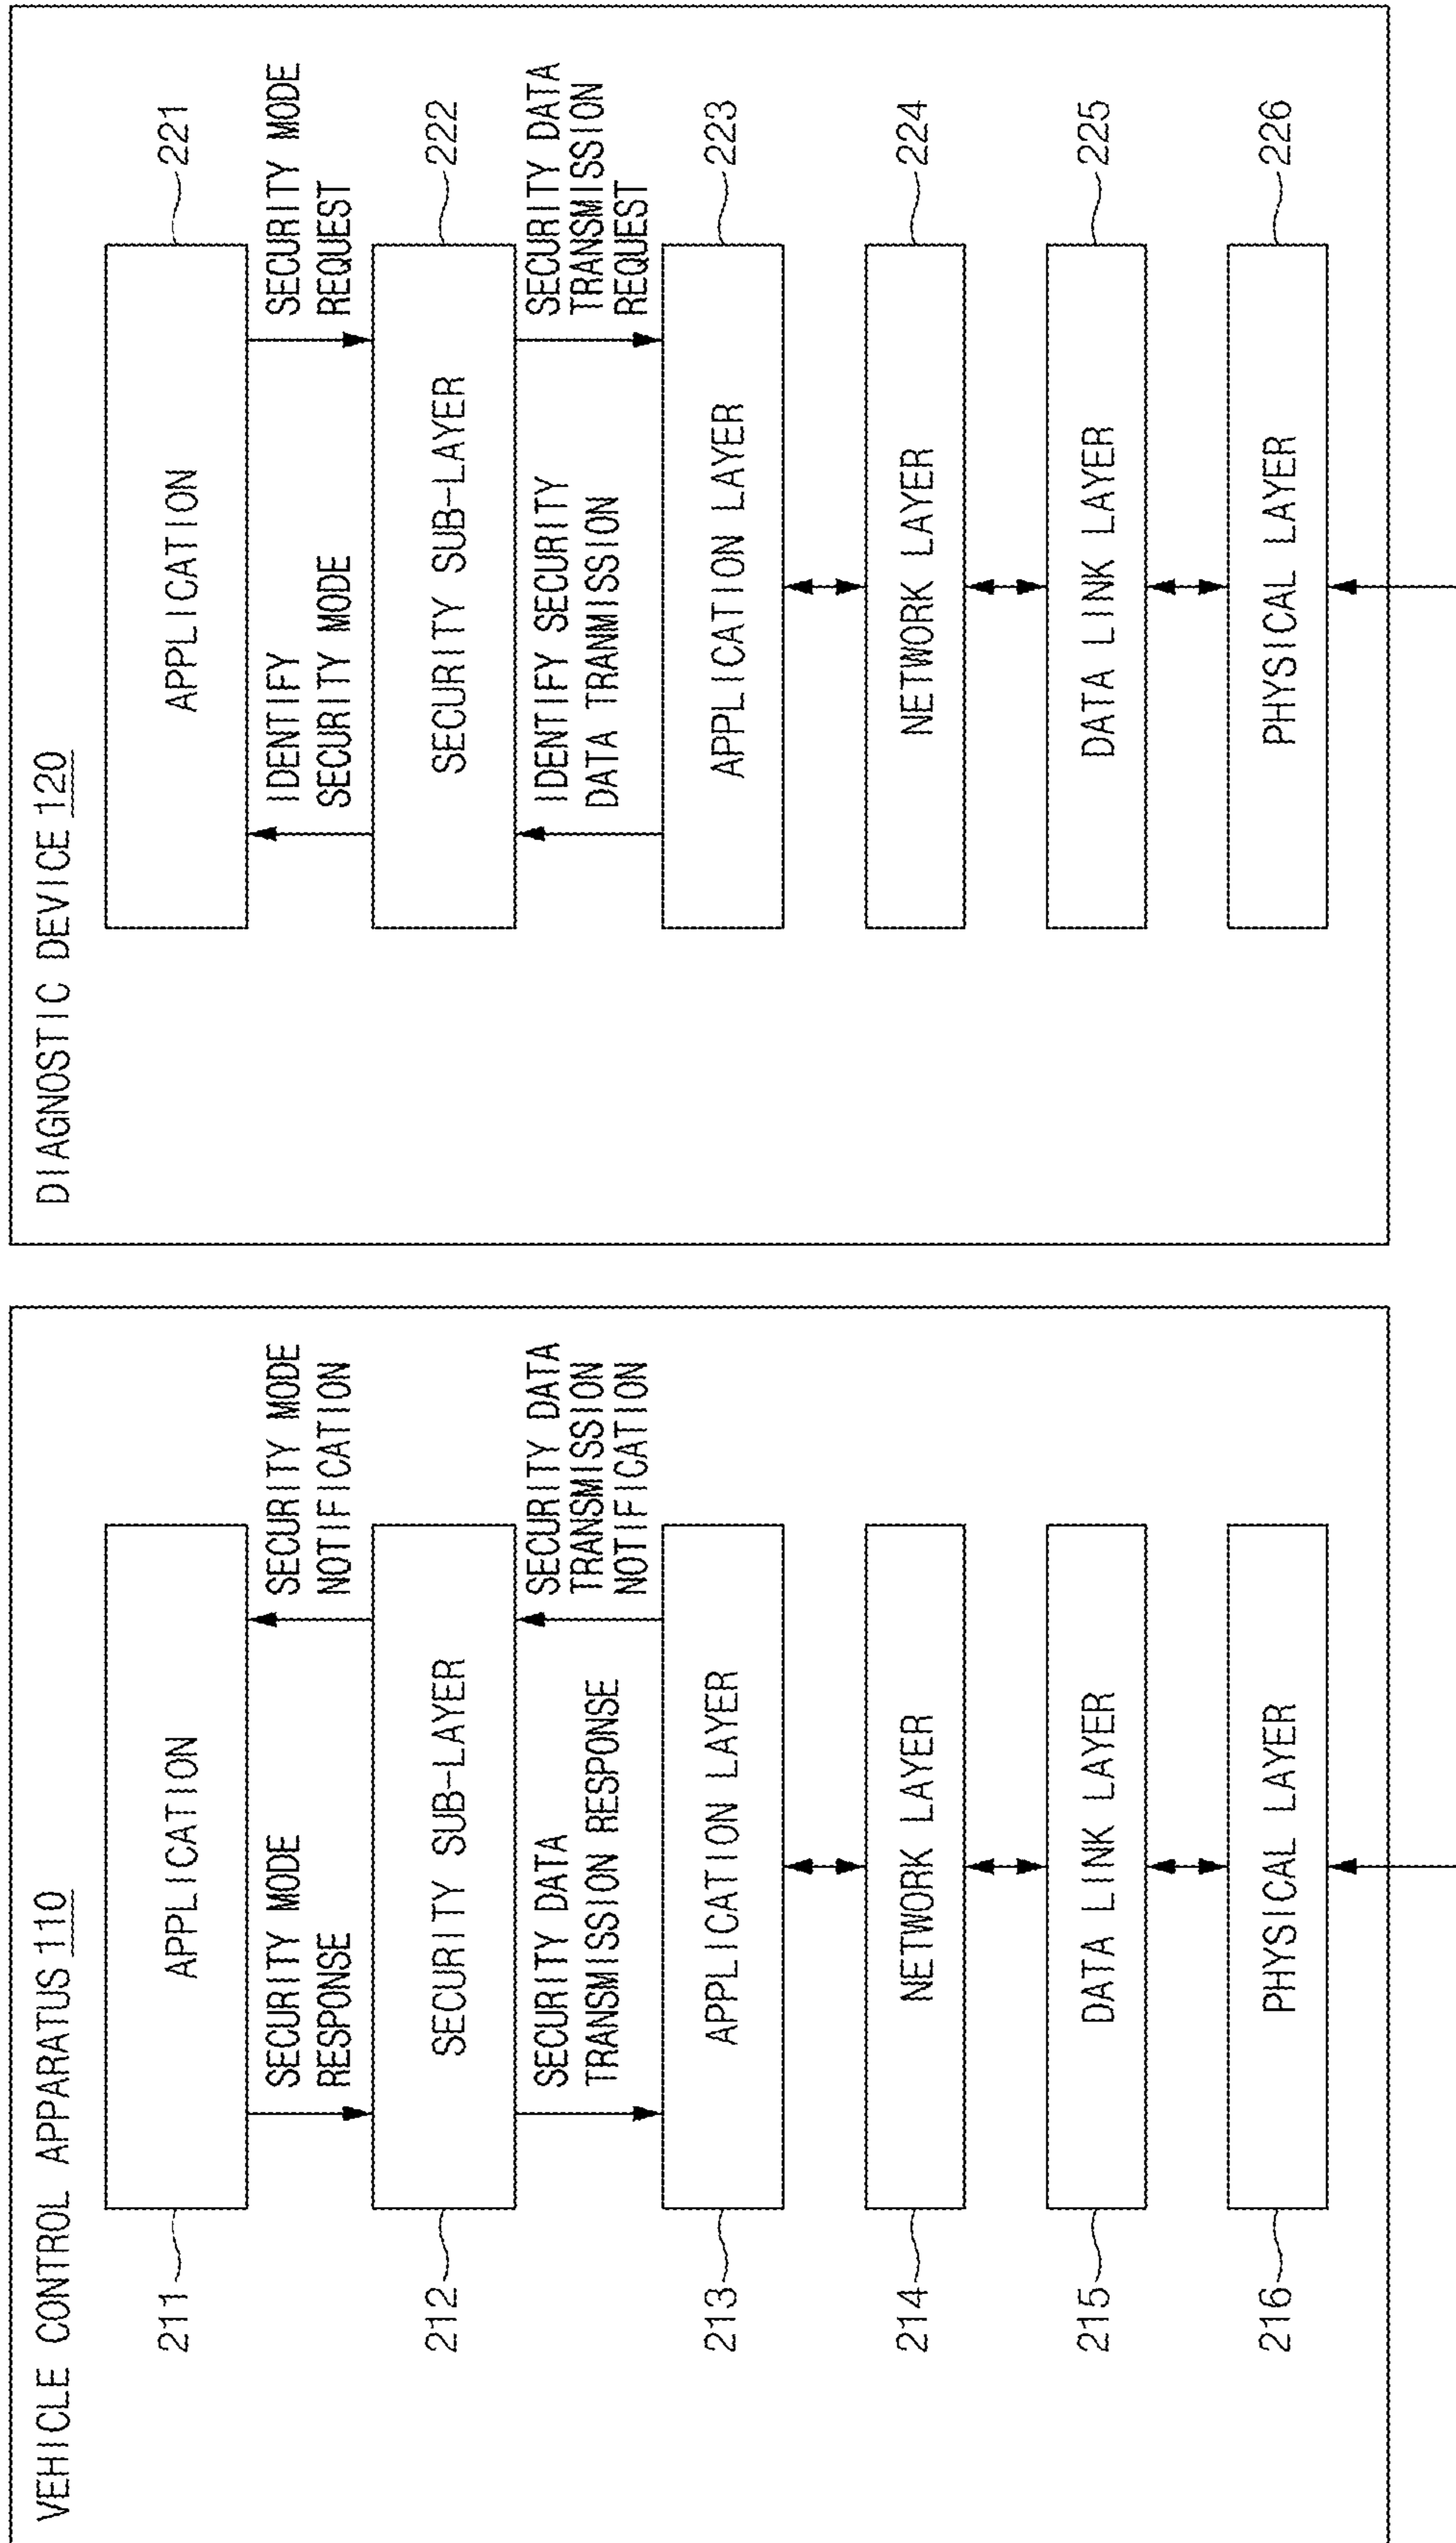 VEHICLE CONTROL APPARATUS 110
211
APPLICATION
SECURITY MODE
RESPONSE
SECURITY MODE
NOTIFICATION
212
SECURITY SUB-LAYER
SECURITY DATA
TRANSMISSION RESPONSE
SECURITY DATA
TRANSMISSION
NOTIFICATION
213
APPLICATION LAYER
214
NETWORK LAYER
215
DATA LINK LAYER
216
PHYSICAL LAYER
DIAGNOSTIC DEVICE 120
APPLICATION
221
IDENTIFY
SECURITY MODE
SECURITY MODE
REQUEST
SECURITY SUB-LAYER
222
IDENTIFY SECURITY
DATA TRANMISSION
SECURITY DATA
TRANSMISSION
REQUEST
APPLICATION LAYER
223
NETWORK LAYER
224
DATA LINK LAYER
225
PHYSICAL LAYER
226